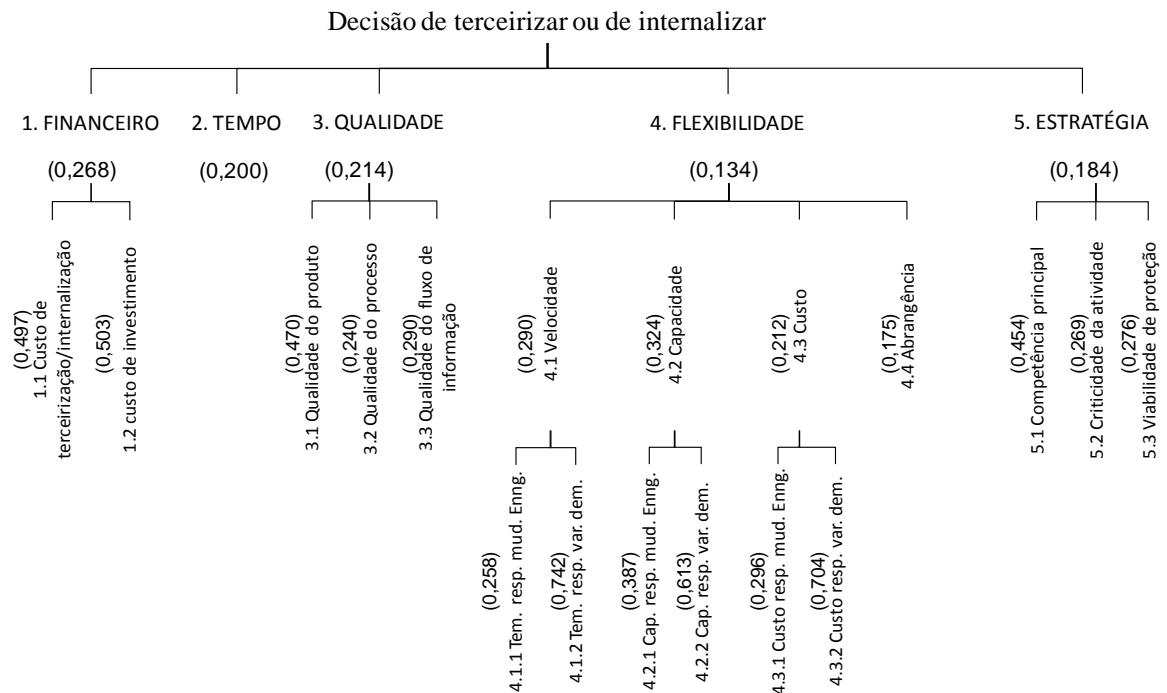 Decisão de terceirizar ou de internalizar
1. FINANCEIRO
2. TEMPO
3. QUALIDADE
4. FLEXIBILIDADE
5. ESTRATÉGIA
(0,268)
(0,200)
(0,214)
(0,134)
(0,184)
(0,497)
1.1 Custo de
terceirização/internalização
(0,503)
1.2 custo de investimento
(0,470)
3.1 Qualidade do produto
(0,240)
3.2 Qualidade do processo
(0,290)
3.3 Qualidade do fluxo de
informação
(0,290)
4.1 Velocidade
(0,324)
4.2 Capacidade
(0,212)
4.3 Custo
(0,175)
4.4 Abrangência
(0,454)
5.1 Competência principal
(0,269)
5.2 Criticidade da atividade
(0,276)
5.3 Viabilidade de proteção
(0,258)
4.1.1 Tem. resp. mud. Enng.
(0,742)
4.1.2 Tem. resp. var. dem.
(0,387)
4.2.1 Cap. resp. mud. Enng.
(0,613)
4.2.2 Cap. resp. var. dem.
(0,296)
4.3.1 Custo resp. mud. Enng.
(0,704)
4.3.2 Custo resp. var. dem.